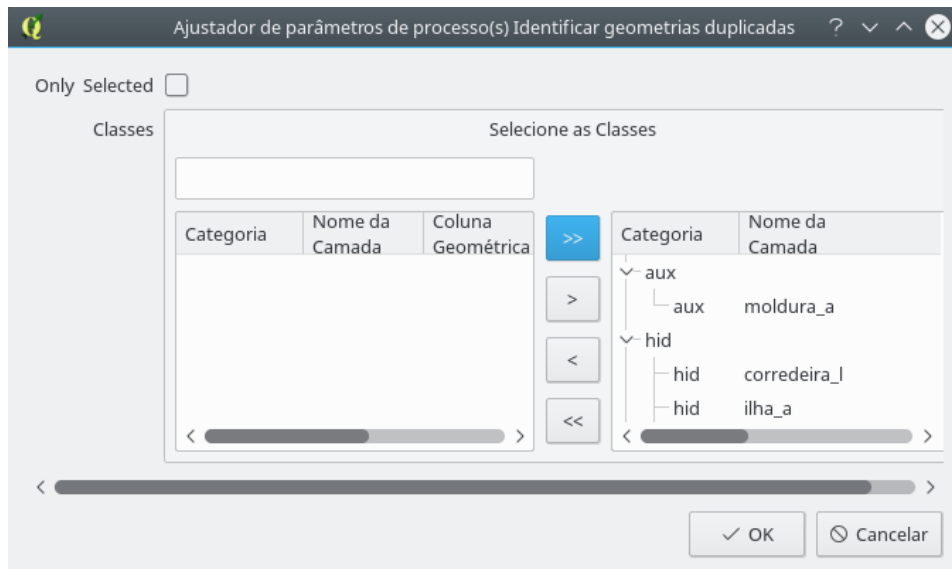 Ajustador de parâmetros de processo(s) Identificar geometrias duplicadas
Only Selected
Classes
Selecione as Classes
Categoria
Nome da
Camada
Coluna
Geométrica
>>
>
<
<<
Categoria
Nome da
Camada
aux
aux moldura_a
hid
hid corredeira_l
hid ilha_a
OK
Cancelar